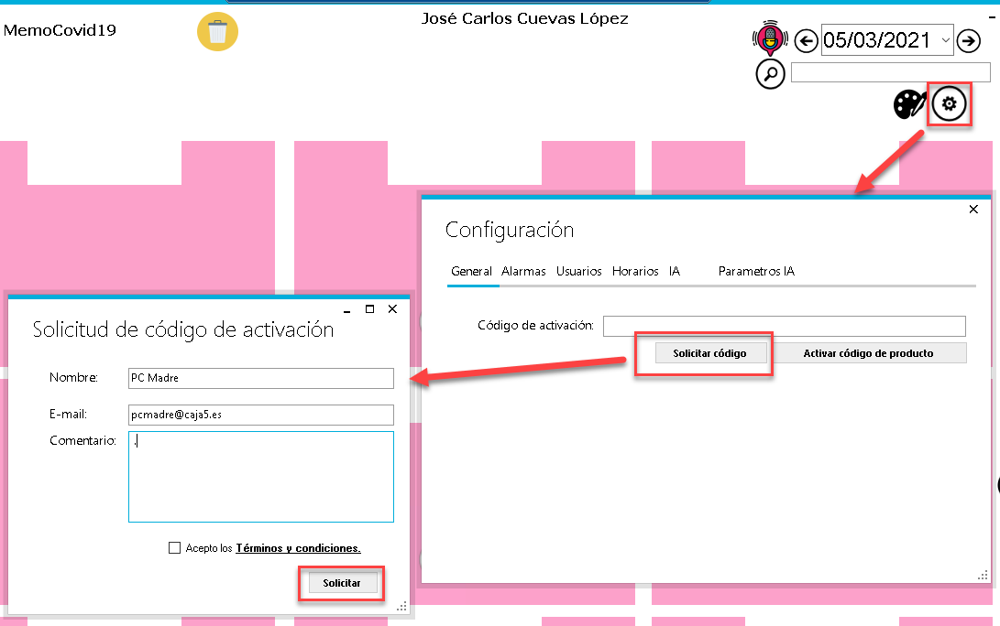 José Carlos Cuevas López
MemoCovid19
05/03/2021
Configuración
General Alarmas Usuarios Horarios IA Parametros IA
Código de activación:
Solicitar código Activar código de producto
Solicitud de código de activación
Nombre: PC Madre
E-mail: pcmadre@caja5.es
Comentario: .
Acepto los Términos y condiciones.
Solicitar